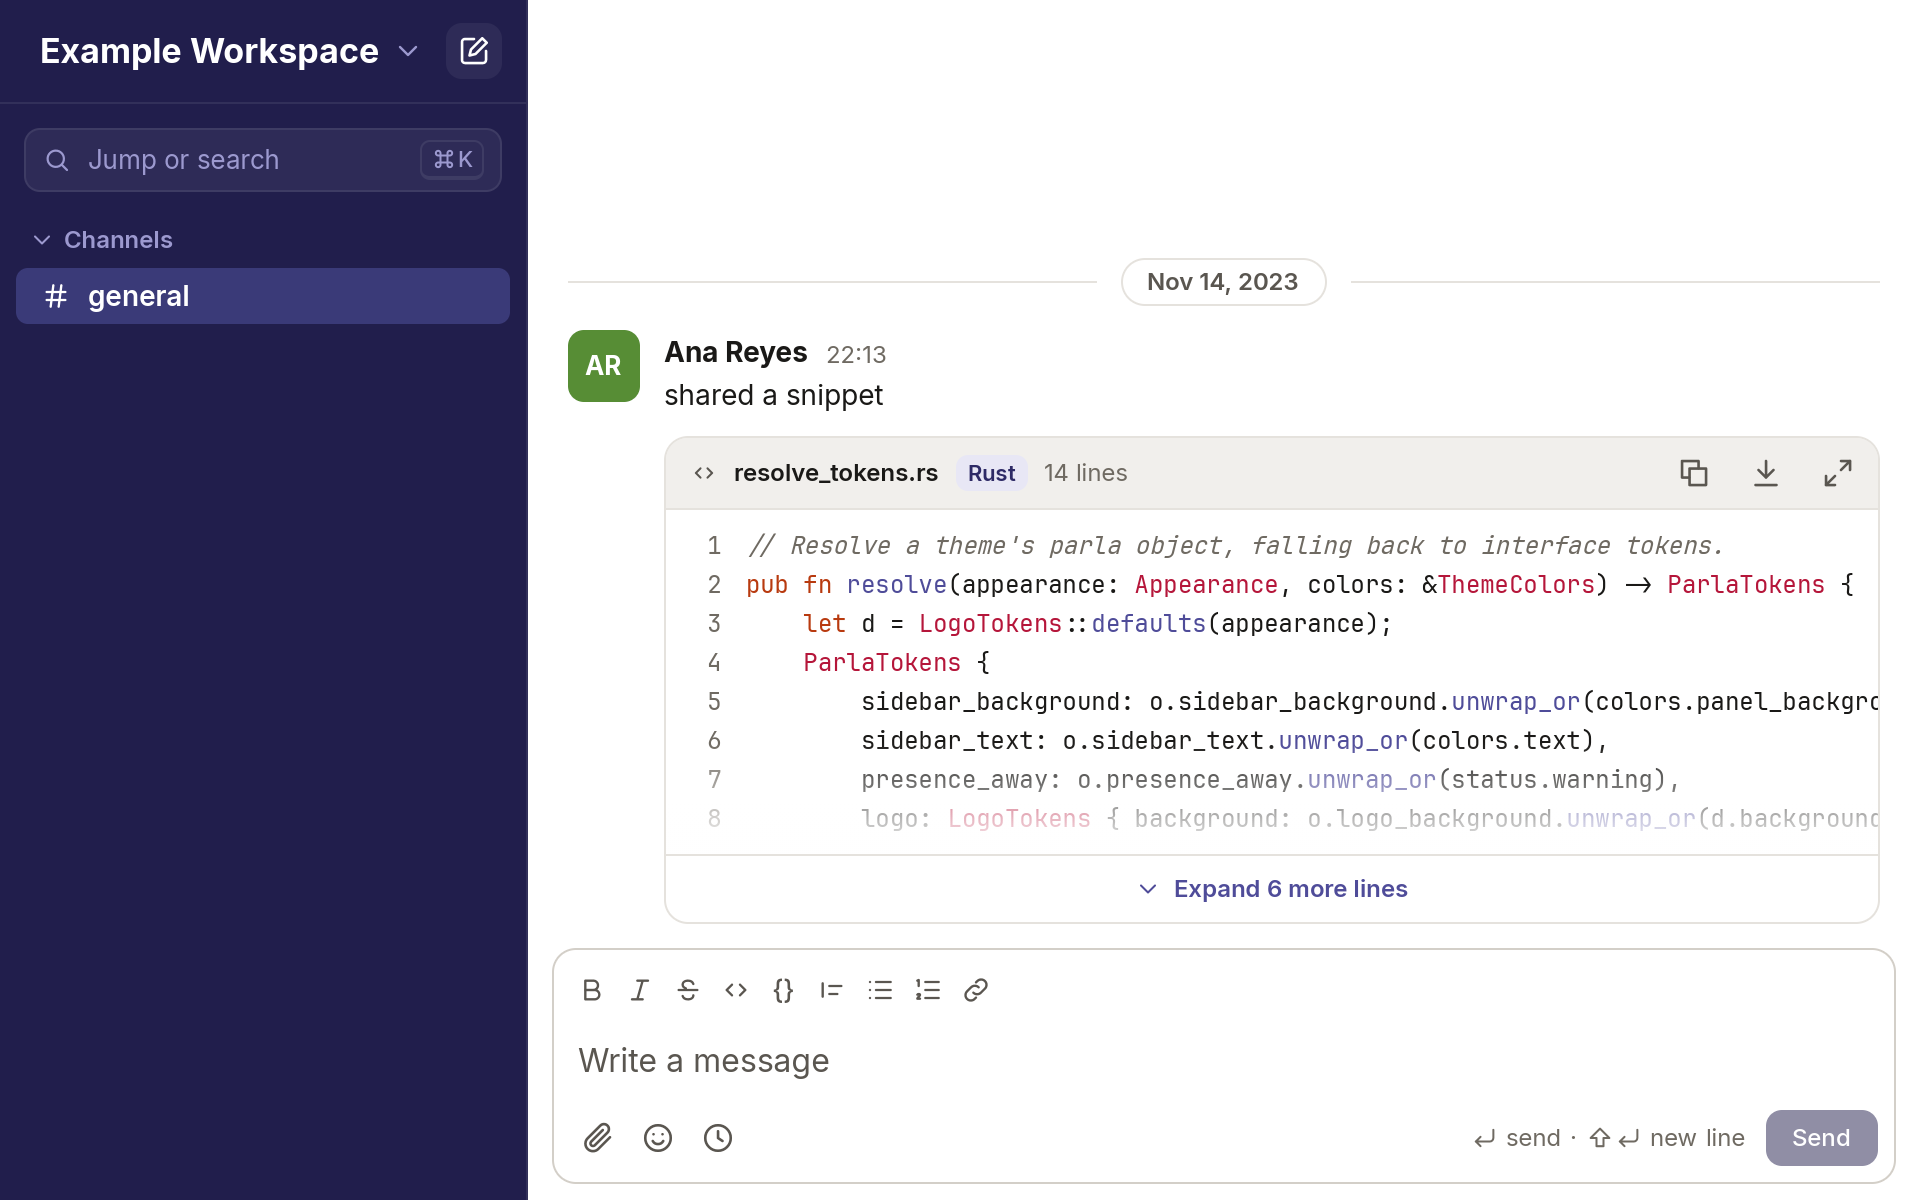 Example Workspace
Jump or search
⌘K
Channels
# general
Nov 14, 2023
AR
Ana Reyes 22:13
shared a snippet
resolve_tokens.rs Rust 14 lines
1 // Resolve a theme's parla object, falling back to interface tokens.
2 pub fn resolve(appearance: Appearance, colors: &ThemeColors) -> ParlaTokens {
3     let d = LogoTokens::defaults(appearance);
4     ParlaTokens {
5         sidebar_background: o.sidebar_background.unwrap_or(colors.panel_backgro
6         sidebar_text: o.sidebar_text.unwrap_or(colors.text),
7         presence_away: o.presence_away.unwrap_or(status.warning),
8         logo: LogoTokens { background: o.logo_background.unwrap_or(d.background
Expand 6 more lines
Write a message
send · new line
Send